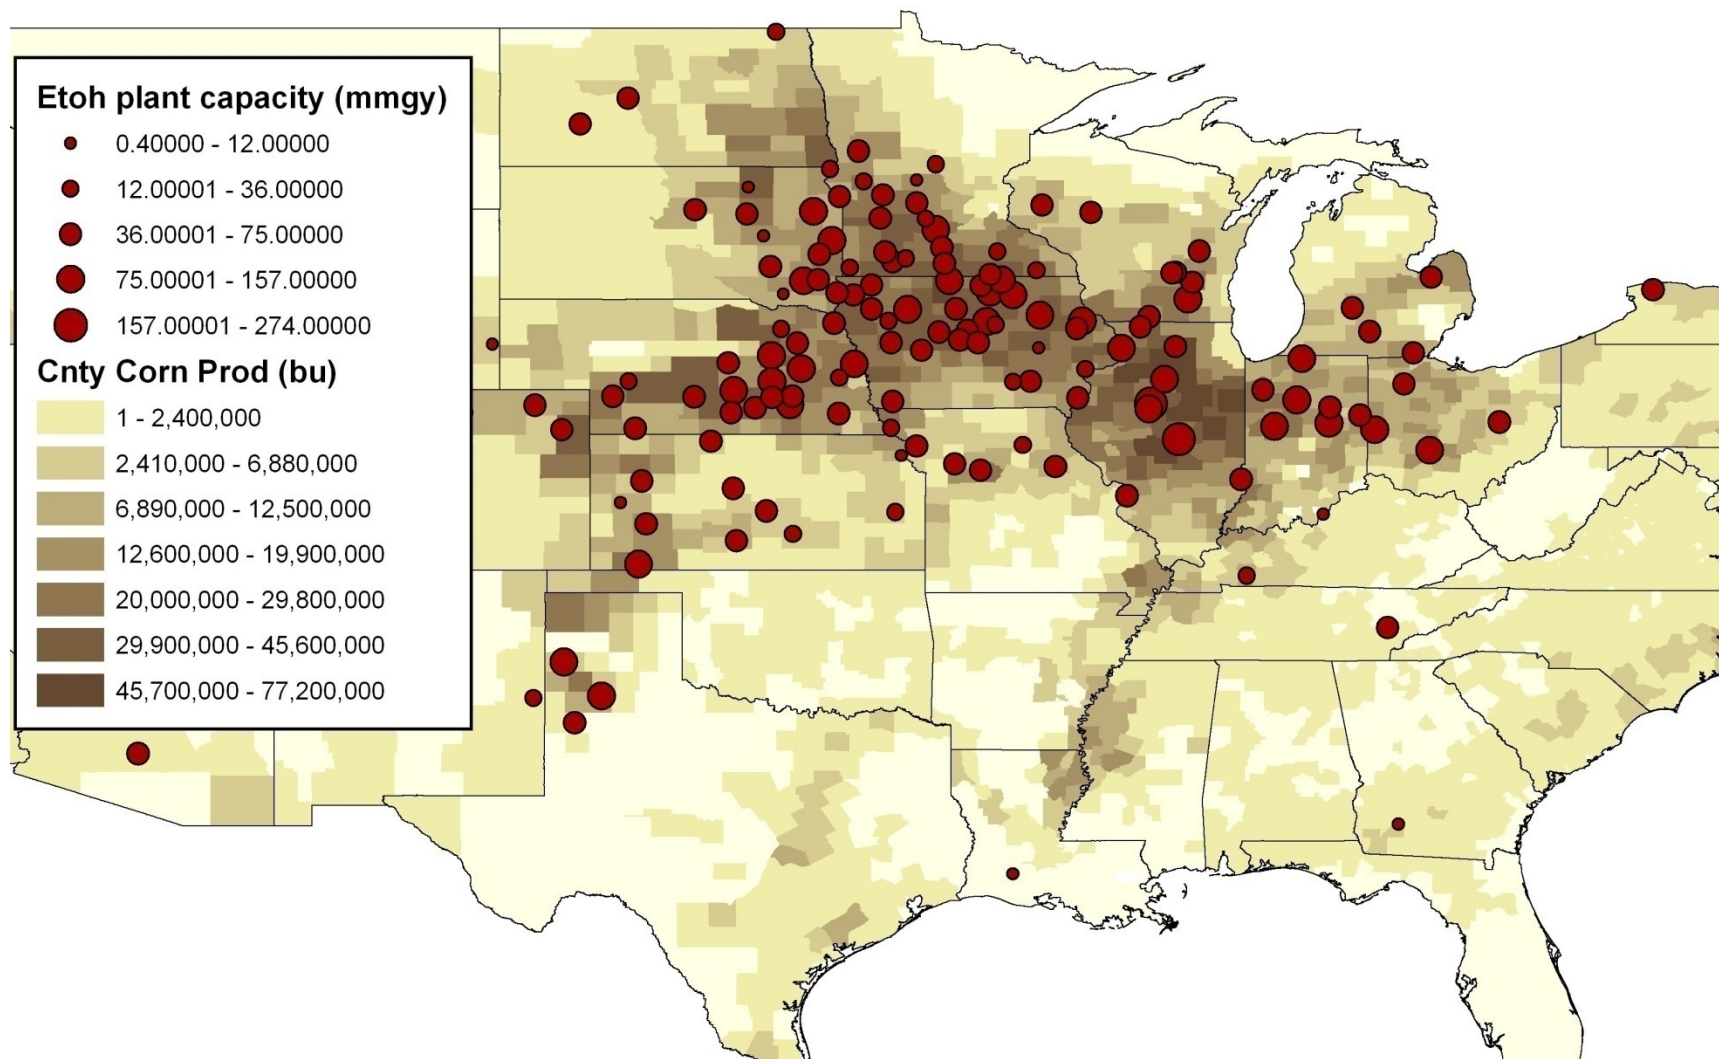 Etoh plant capacity (mmgy)
0.40000 - 12.00000
12.00001 - 36.00000
36.00001 - 75.00000
75.00001 - 157.00000
157.00001 - 274.00000
Cnty Corn Prod (bu)
1 - 2,400,000
2,410,000 - 6,880,000
6,890,000 - 12,500,000
12,600,000 - 19,900,000
20,000,000 - 29,800,000
29,900,000 - 45,600,000
45,700,000 - 77,200,000